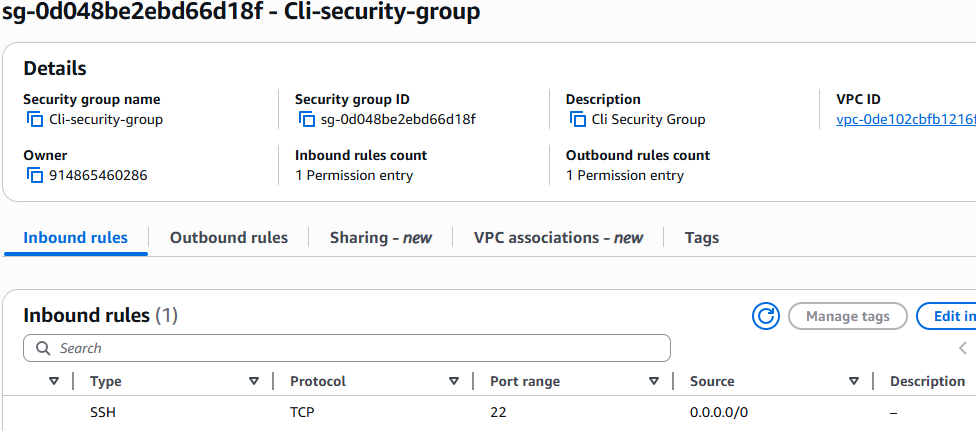 sg-0d048be2ebd66d18f - Cli-security-group
Details
Security group name
Cli-security-group
Security group ID
sg-0d048be2ebd66d18f
Description
Cli Security Group
VPC ID
vpc-0de102cbfb1216f
Owner
914865460286
Inbound rules count
1 Permission entry
Outbound rules count
1 Permission entry
Inbound rules Outbound rules Sharing - new VPC associations - new Tags
Inbound rules (1)
Manage tags
Edit in
Search
Type Protocol Port range Source Description
SSH TCP 22 0.0.0.0/0 –